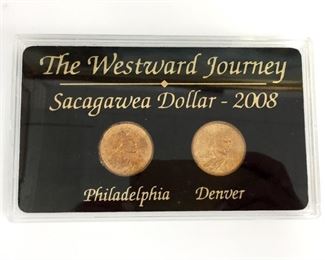 The Westward Journey
Sacagawea Dollar - 2008
Philadelphia Denver